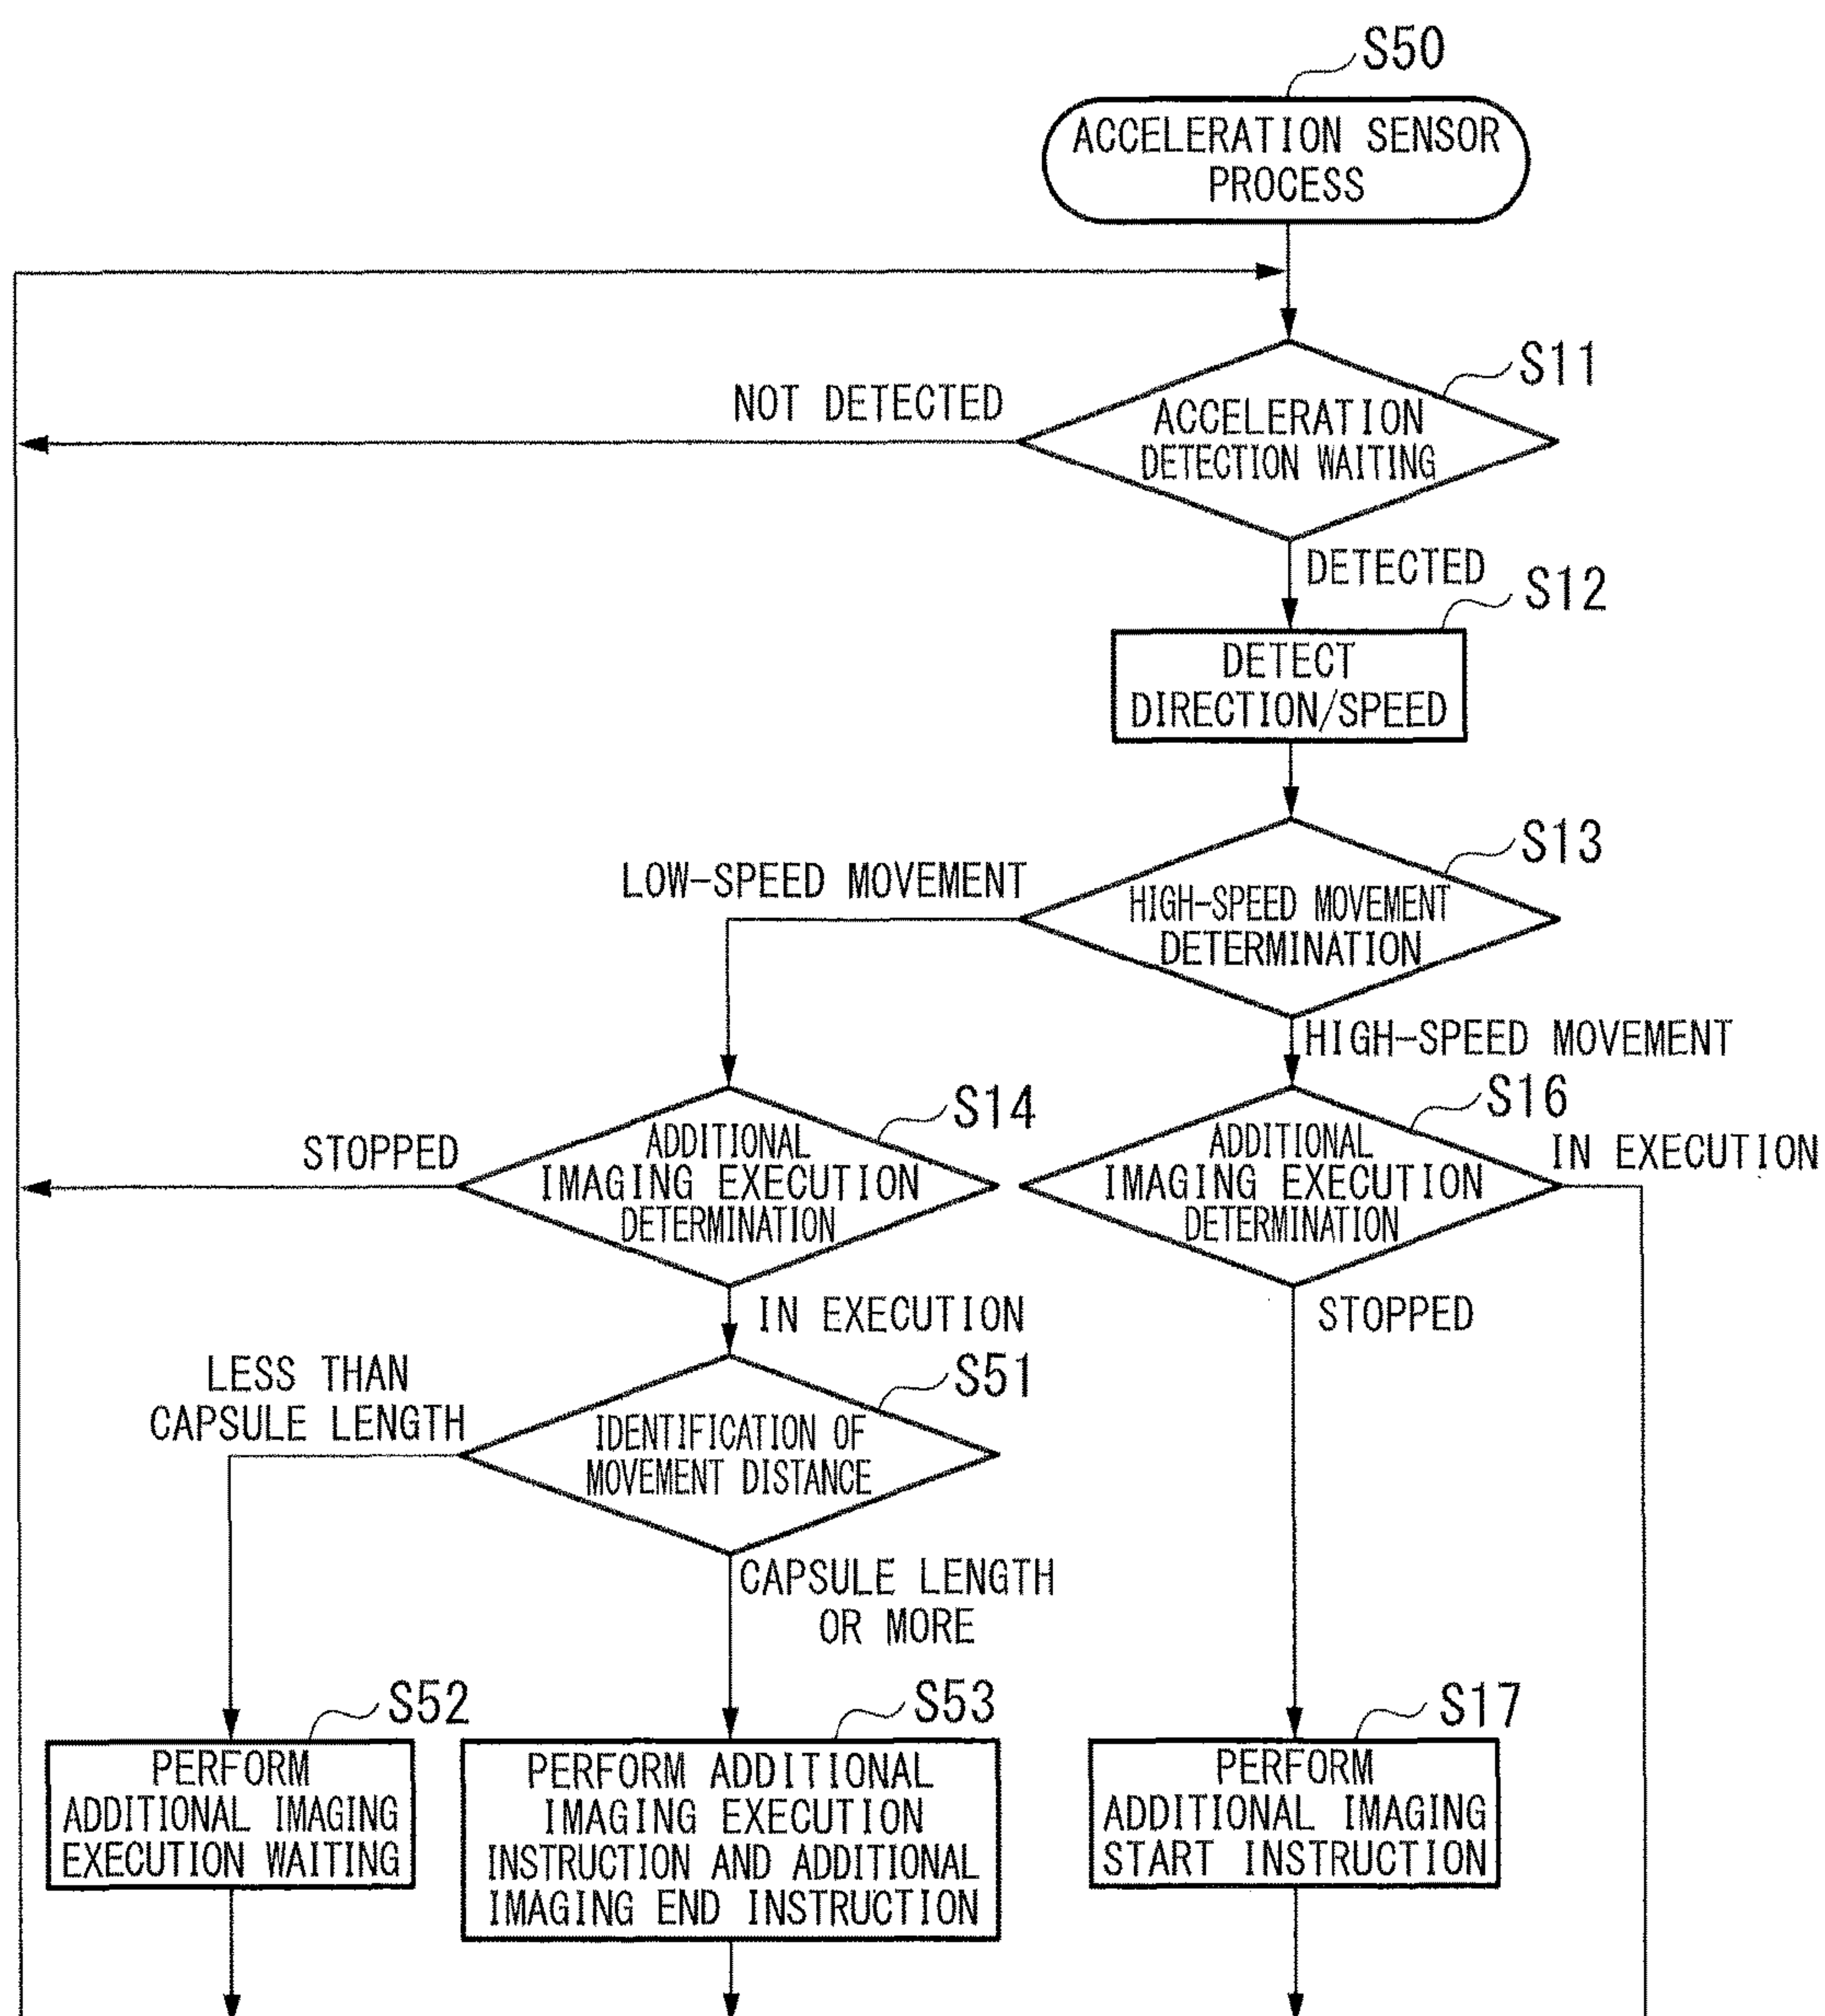 S50
ACCELERATION SENSOR
PROCESS
S11
NOT DETECTED
ACCELERATION
DETECTION WAITING
DETECTED
S12
DETECT
DIRECTION/SPEED
S13
LOW-SPEED MOVEMENT
HIGH-SPEED MOVEMENT
DETERMINATION
HIGH-SPEED MOVEMENT
S14
STOPPED
ADDITIONAL
IMAGING EXECUTION
DETERMINATION
S16
ADDITIONAL
IMAGING EXECUTION
DETERMINATION
IN EXECUTION
IN EXECUTION
STOPPED
LESS THAN
CAPSULE LENGTH
S51
IDENTIFICATION OF
MOVEMENT DISTANCE
CAPSULE LENGTH
OR MORE
S52
PERFORM
ADDITIONAL IMAGING
EXECUTION WAITING
S53
PERFORM ADDITIONAL
IMAGING EXECUTION
INSTRUCTION AND ADDITIONAL
IMAGING END INSTRUCTION
S17
PERFORM
ADDITIONAL IMAGING
START INSTRUCTION